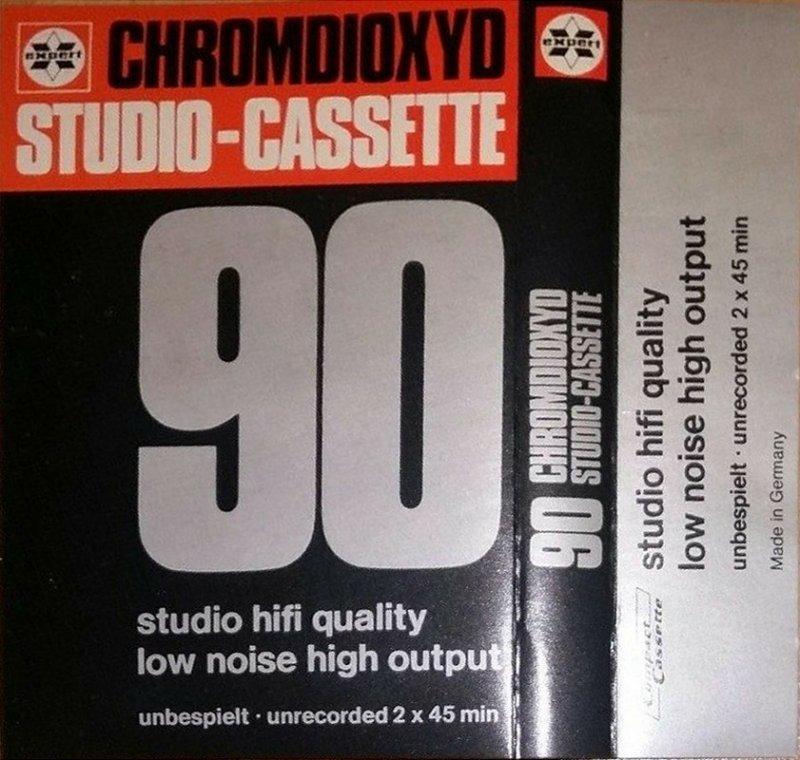 expert
CHROMDIOXYD
STUDIO-CASSETTE
90
studio hifi quality
low noise high output
unbespielt · unrecorded 2 x 45 min
expert
90
CHROMDIOXYD
STUDIO-CASSETTE
studio hifi quality
low noise high output
unbespielt · unrecorded 2 x 45 min
Made in Germany
Compact
Cassette